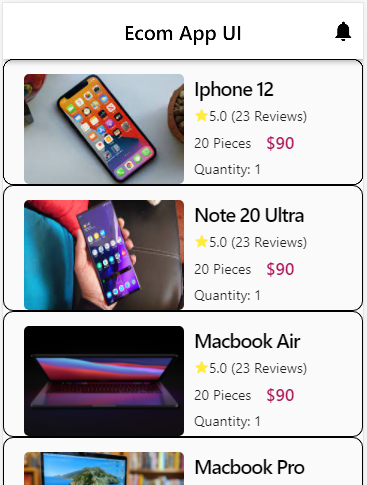 Ecom App UI
Iphone 12
5.0 (23 Reviews)
20 Pieces $90
Quantity: 1
Note 20 Ultra
5.0 (23 Reviews)
20 Pieces $90
Quantity: 1
Macbook Air
5.0 (23 Reviews)
20 Pieces $90
Quantity: 1
Macbook Pro